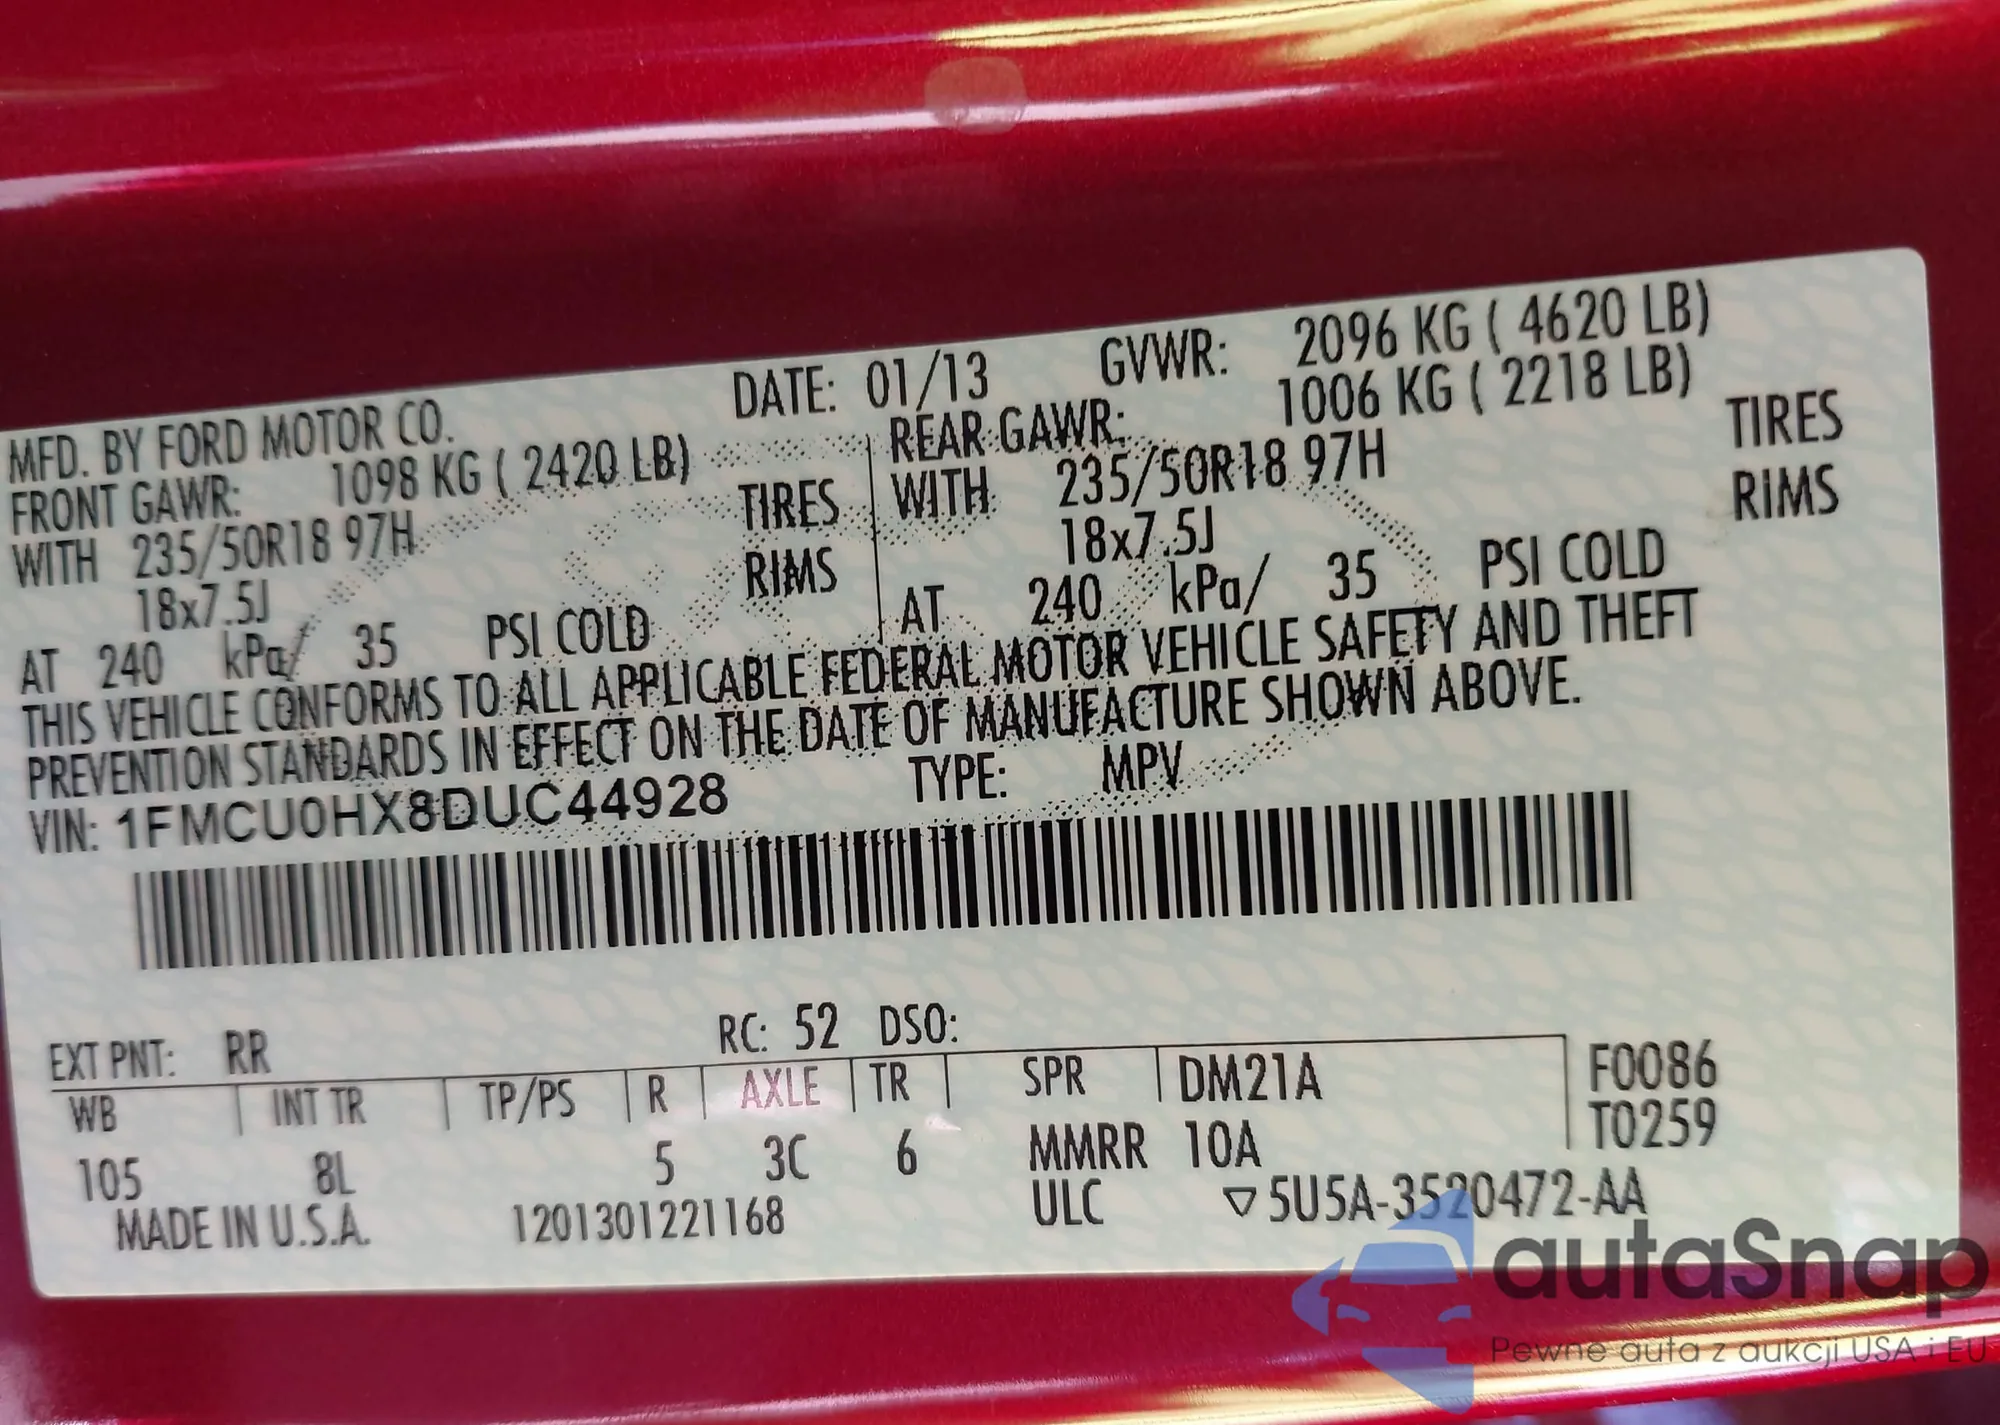 MFD. BY FORD MOTOR CO. DATE: 01/13 GVWR: 2096 KG ( 4620 LB)
FRONT GAWR: 1098 KG ( 2420 LB) REAR GAWR: 1006 KG ( 2218 LB)
WITH 235/50R18 97H TIRES WITH 235/50R18 97H TIRES
18x7.5J RIMS 18x7.5J RIMS
AT 240 kPa/ 35 PSI COLD AT 240 kPa/ 35 PSI COLD
THIS VEHICLE CONFORMS TO ALL APPLICABLE FEDERAL MOTOR VEHICLE SAFETY AND THEFT
PREVENTION STANDARDS IN EFFECT ON THE DATE OF MANUFACTURE SHOWN ABOVE.
VIN: 1FMCU0HX8DUC44928 TYPE: MPV
EXT PNT: RR RC: 52 DSO:
WB INT TR TP/PS R AXLE TR SPR DM21A F0086
T0259
105 8L 5 3C 6 MMRR 10A
MADE IN U.S.A. 1201301221168 ULC ▽5U5A-3520472-AA
autaSnap
Pewne auta z aukcji USA i EU